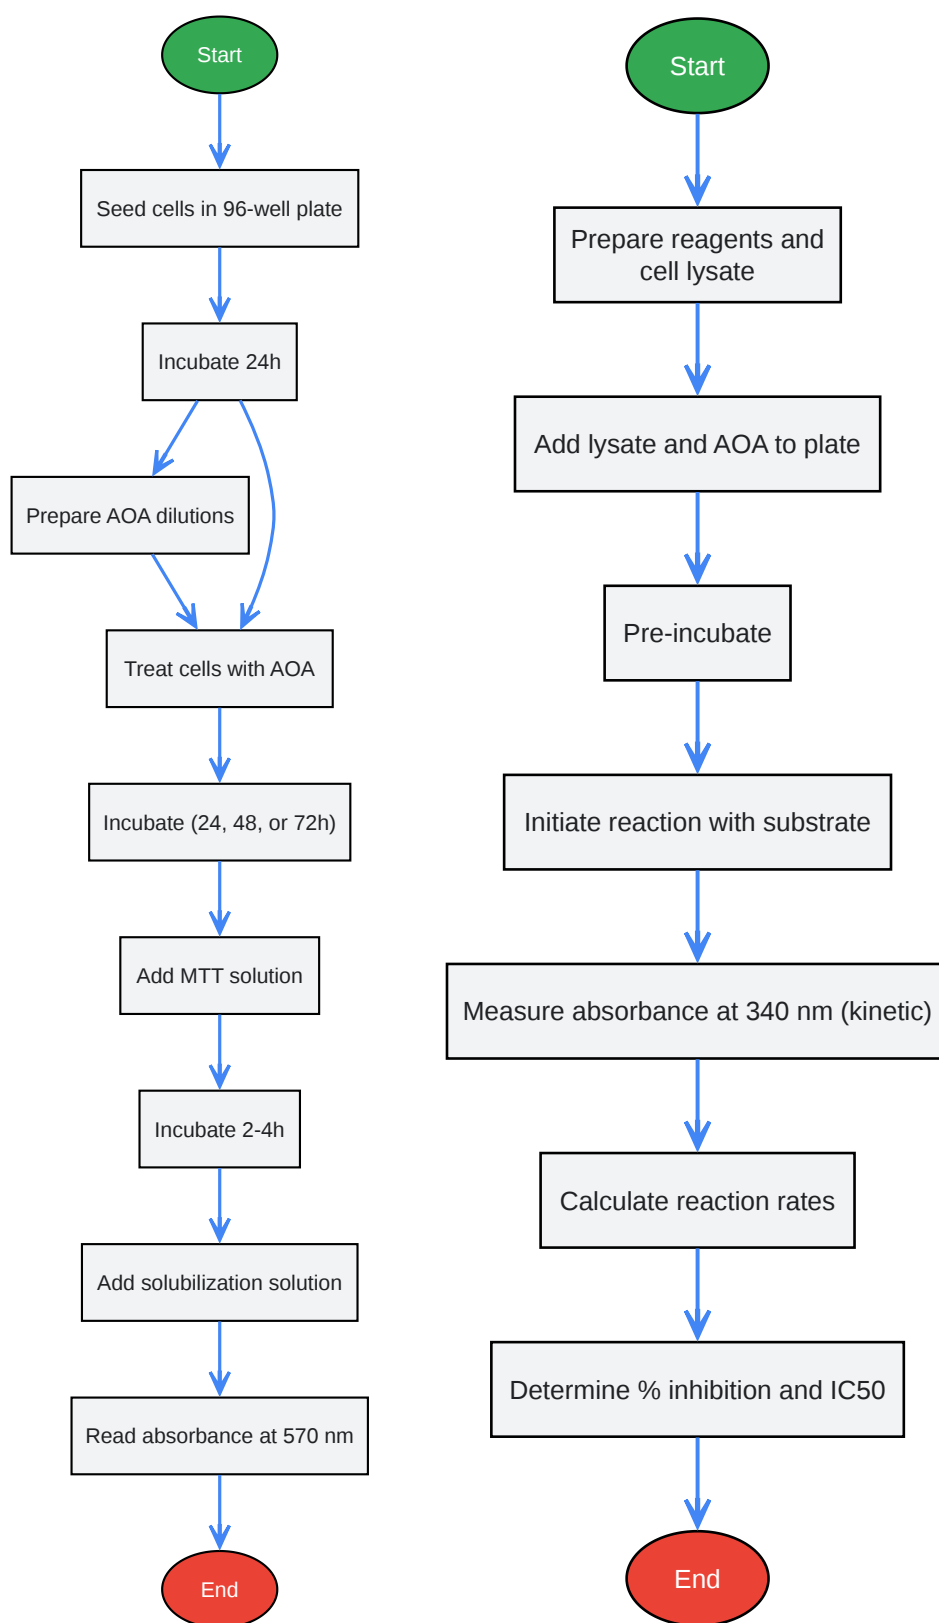 Start
Seed cells in 96-well plate
Incubate 24h
Prepare AOA dilutions
Treat cells with AOA
Incubate (24, 48, or 72h)
Add MTT solution
Incubate 2-4h
Add solubilization solution
Read absorbance at 570 nm
End
Start
Prepare reagents and
cell lysate
Add lysate and AOA to plate
Pre-incubate
Initiate reaction with substrate
Measure absorbance at 340 nm (kinetic)
Calculate reaction rates
Determine % inhibition and IC50
End